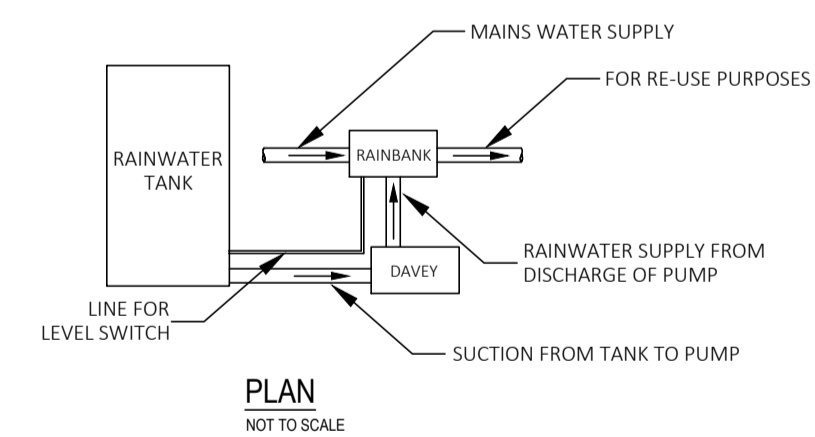 MAINS WATER SUPPLY
FOR RE-USE PURPOSES
RAINWATER
TANK
RAINBANK
RAINWATER SUPPLY FROM
DISCHARGE OF PUMP
DAVEY
LINE FOR
LEVEL SWITCH
SUCTION FROM TANK TO PUMP
PLAN
NOT TO SCALE